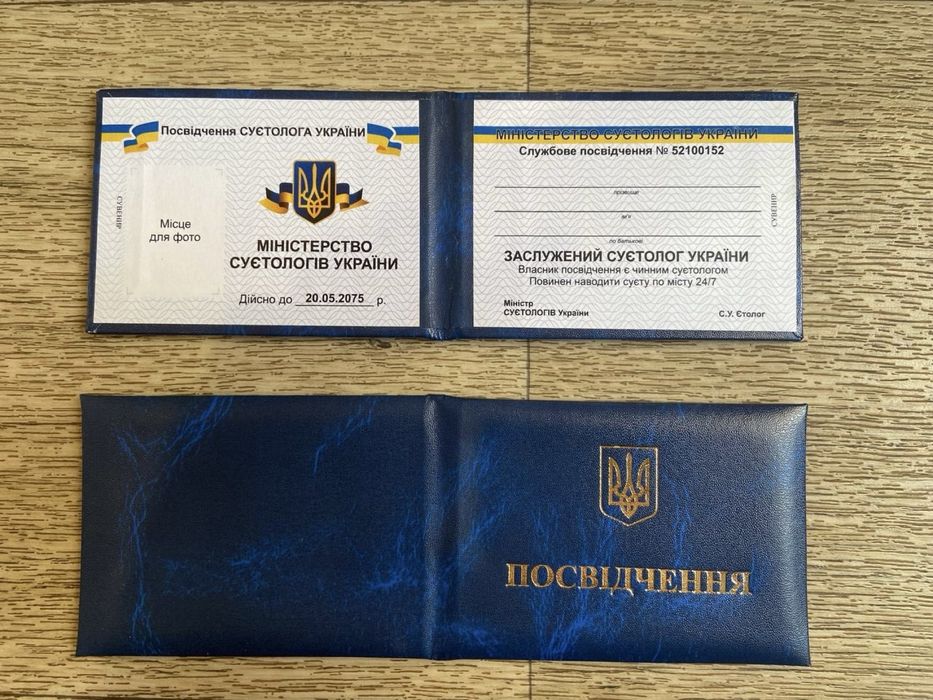 Посвідчення СУЄТОЛОГА УКРАЇНИ
СУВЕНИР
Місце
для фото
МІНІСТЕРСТВО
СУЄТОЛОГІВ УКРАЇНИ
Дійсно до 20.05.2075 р.
МІНІСТЕРСТВО СУЄТОЛОГІВ УКРАЇНИ
Службове посвідчення № 52100152
прізвище
ім'я
по батькові
СУВЕНИР
ЗАСЛУЖЕНИЙ СУЄТОЛОГ УКРАЇНИ
Власник посвідчення є чинним суєтологом
Повинен наводити суєту по місту 24/7
Міністр
СУЄТОЛОГІВ України
С.У. Єтолог
ПОСВІДЧЕННЯ